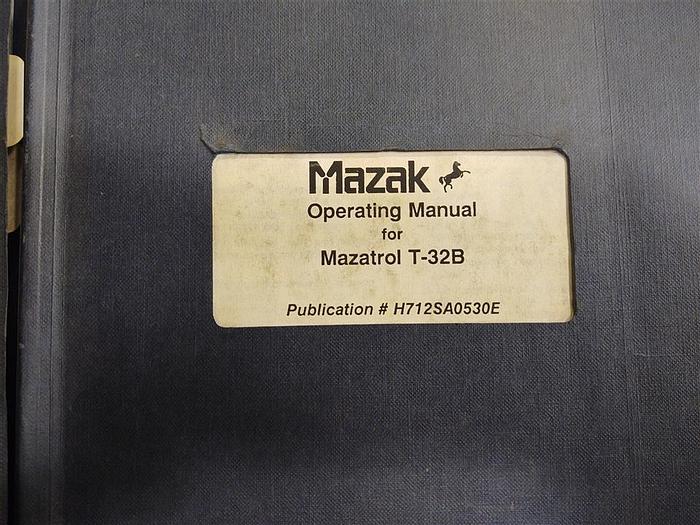 Mazak
Operating Manual
for
Mazatrol T-32B
Publication # H712SA0530E